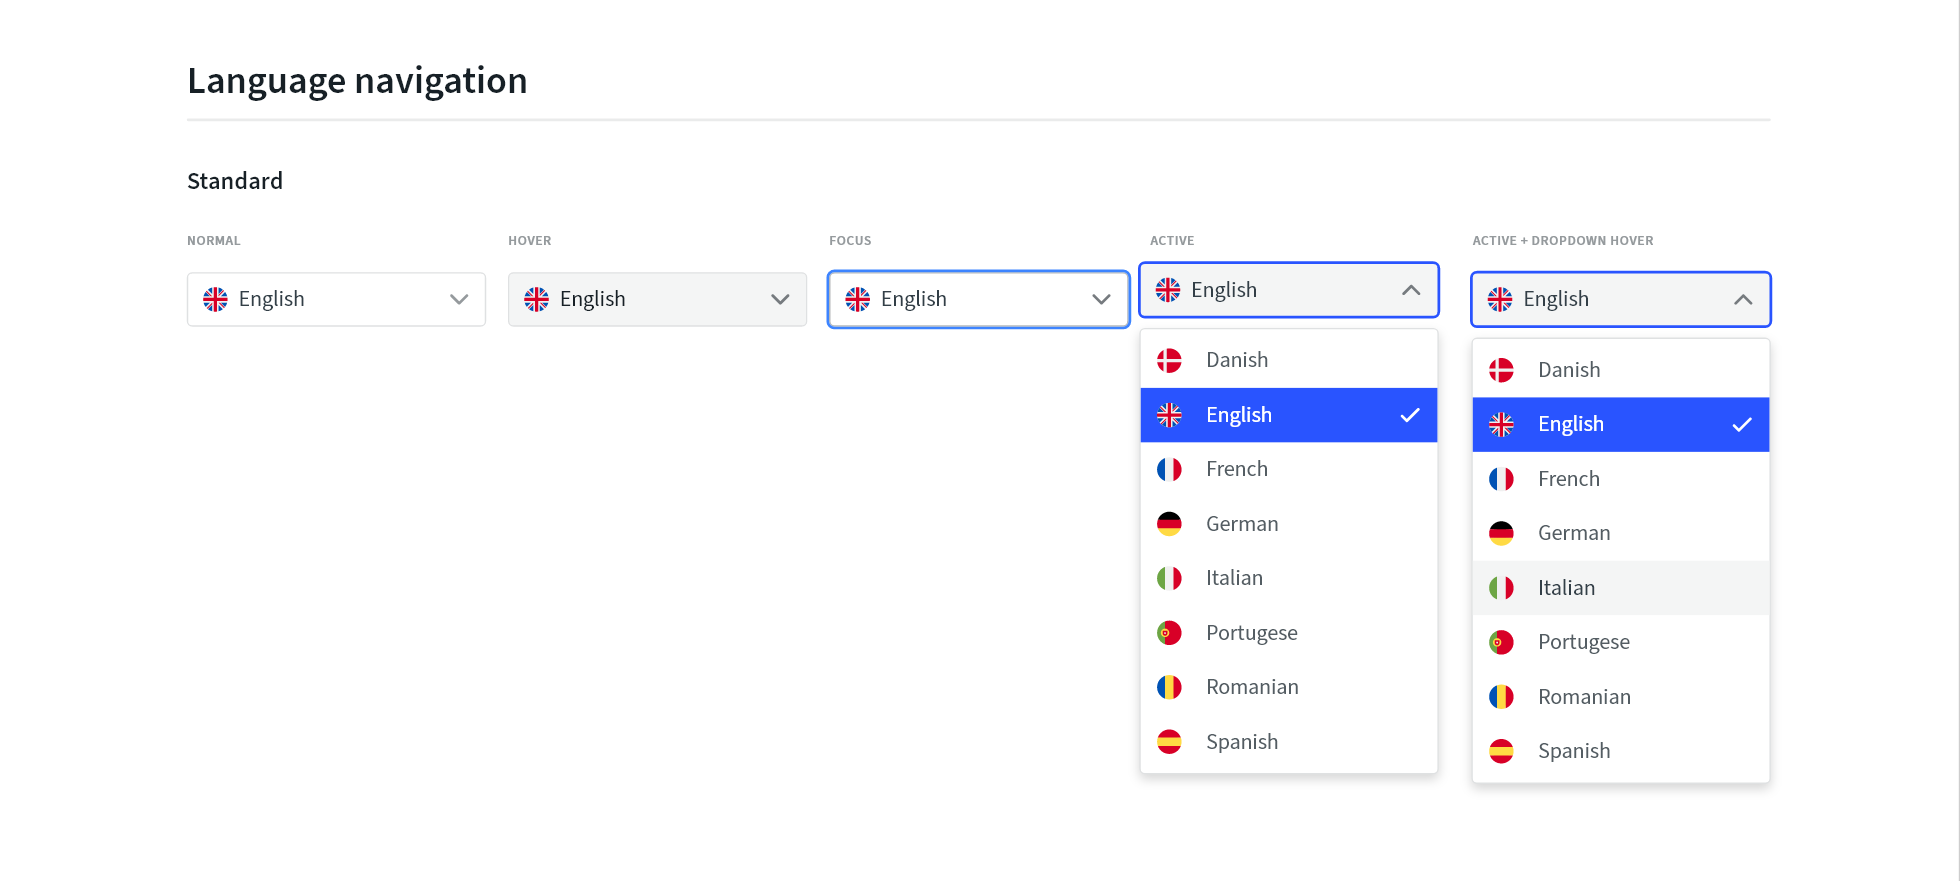 Language navigation
Standard
NORMAL
HOVER
FOCUS
ACTIVE
ACTIVE + DROPDOWN HOVER
English
English
English
English
English
Danish
English
French
German
Italian
Portugese
Romanian
Spanish
Danish
English
French
German
Italian
Portugese
Romanian
Spanish